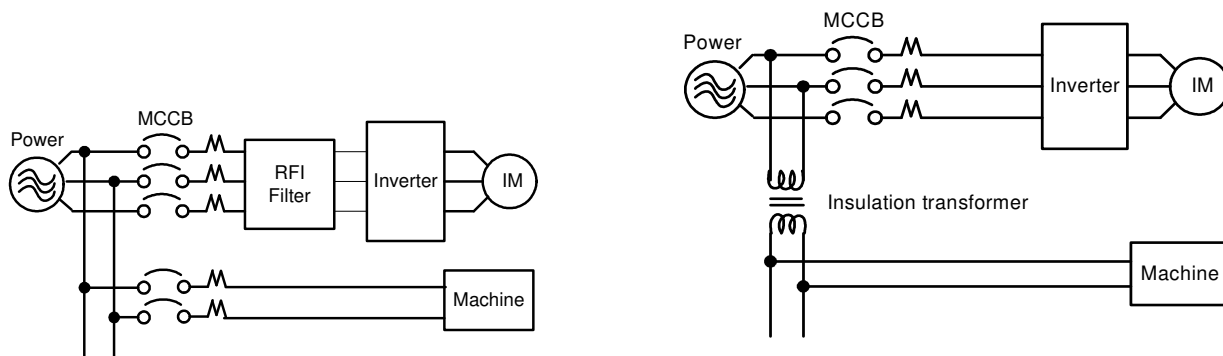 Power
MCCB
RFI
Filter
Inverter
IM
Machine
Power
MCCB
Inverter
IM
Insulation transformer
Machine